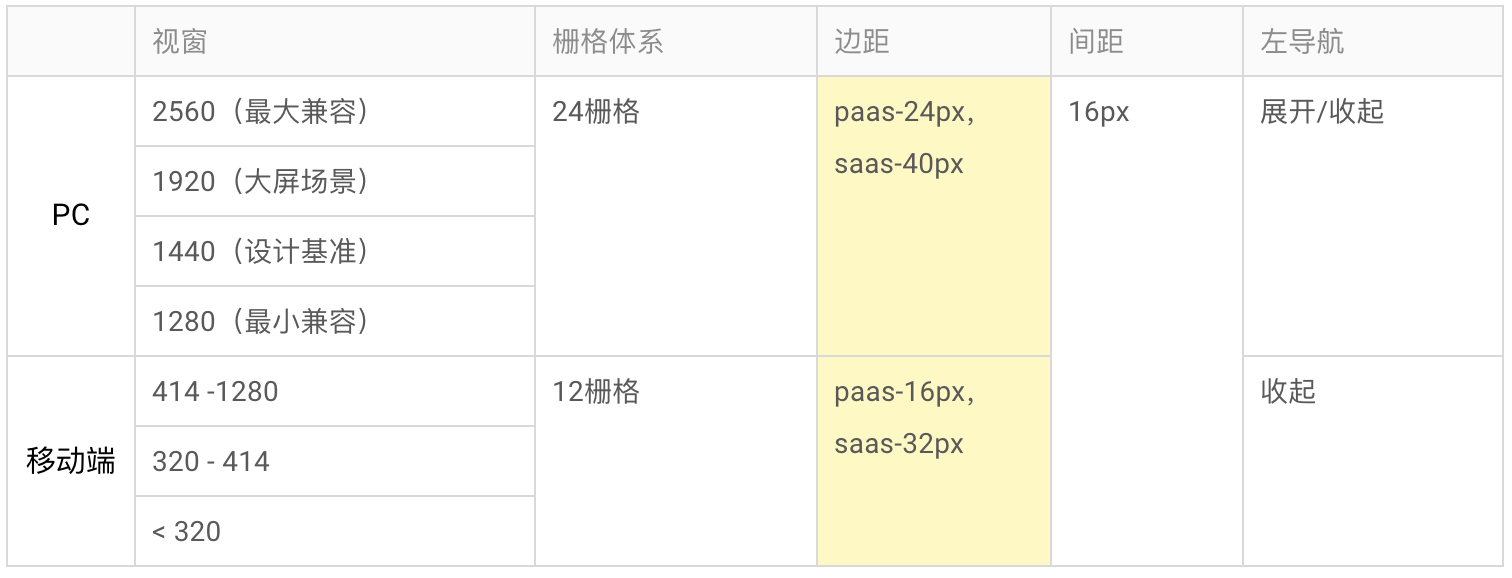 视窗 栅格体系 边距 间距 左导航
PC
2560（最大兼容） 24栅格 paas-24px， 16px 展开/收起
saas-40px
1920（大屏场景）
1440（设计基准）
1280（最小兼容）
移动端
414 -1280 12栅格 paas-16px， 收起
saas-32px
320 - 414
< 320